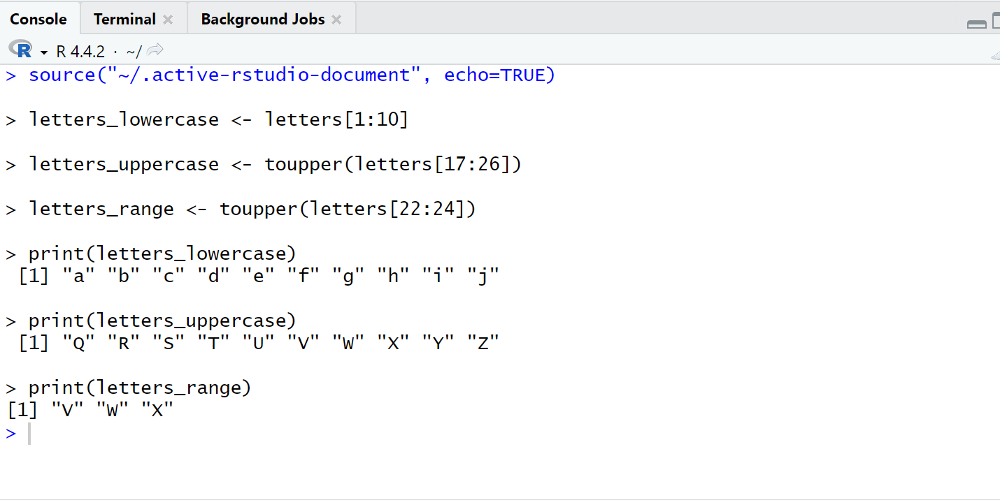 Console Terminal Background Jobs
R R 4.4.2 · ~/
> source("~/.active-rstudio-document", echo=TRUE)
> letters_lowercase <- letters[1:10]
> letters_uppercase <- toupper(letters[17:26])
> letters_range <- toupper(letters[22:24])
> print(letters_lowercase)
 [1] "a" "b" "c" "d" "e" "f" "g" "h" "i" "j"
> print(letters_uppercase)
 [1] "Q" "R" "S" "T" "U" "V" "W" "X" "Y" "Z"
> print(letters_range)
[1] "V" "W" "X"
>